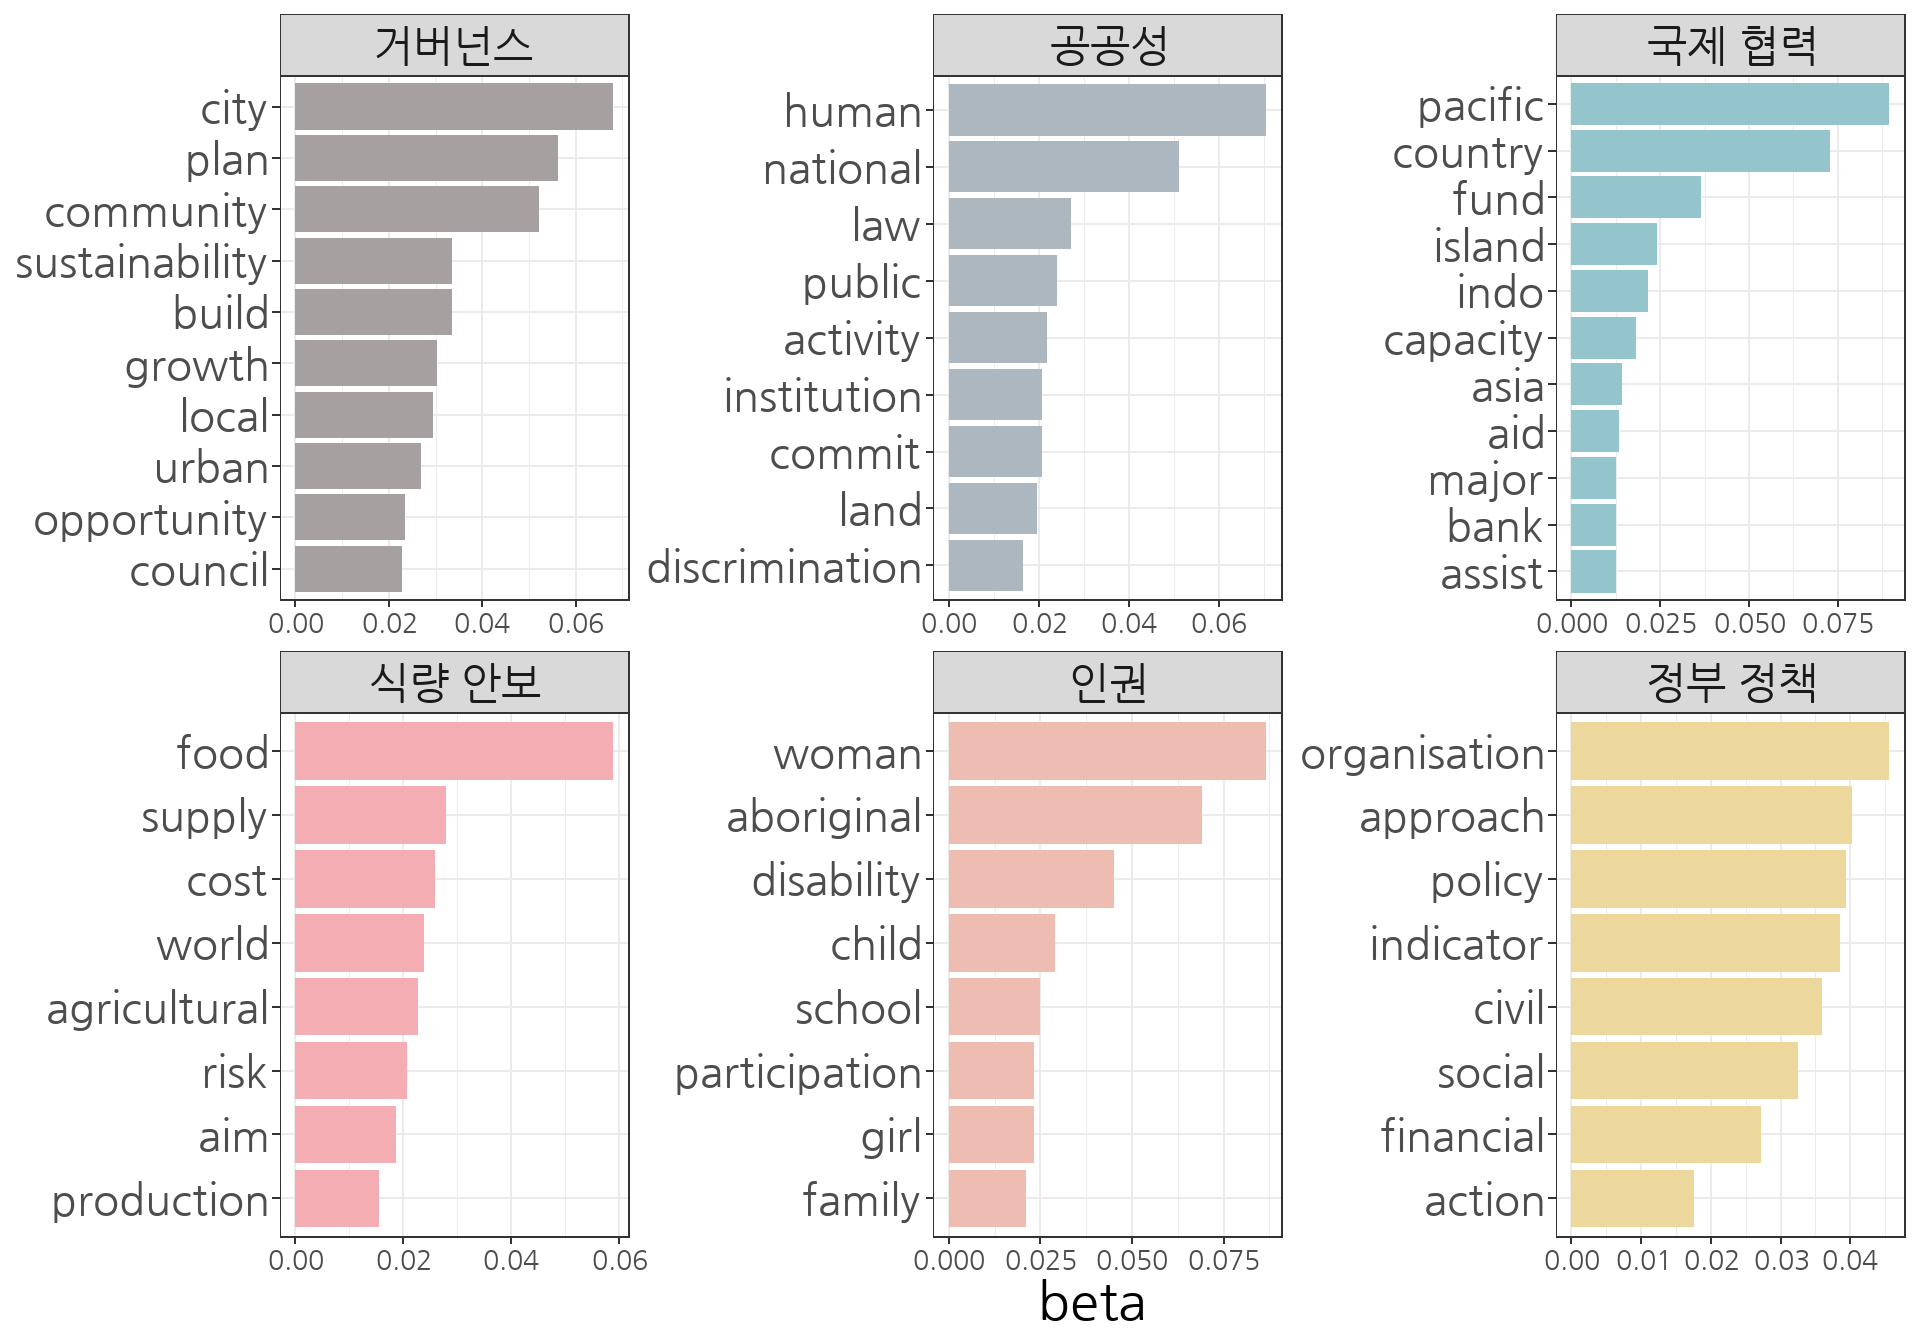 거버넌스
city
plan
community
sustainability
build
growth
local
urban
opportunity
council
0.00 0.02 0.04 0.06
공공성
human
national
law
public
activity
institution
commit
land
discrimination
0.00 0.02 0.04 0.06
국제 협력
pacific
country
fund
island
indo
capacity
asia
aid
major
bank
assist
0.000 0.025 0.050 0.075
식량 안보
food
supply
cost
world
agricultural
risk
aim
production
0.00 0.02 0.04 0.06
인권
woman
aboriginal
disability
child
school
participation
girl
family
0.000 0.025 0.050 0.075
정부 정책
organisation
approach
policy
indicator
civil
social
financial
action
0.00 0.01 0.02 0.03 0.04
beta